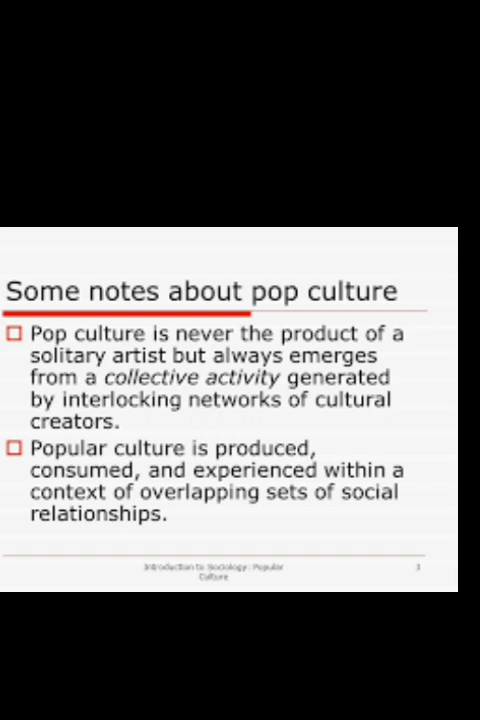 Some notes about pop culture
Pop culture is never the product of a
solitary artist but always emerges
from a collective activity generated
by interlocking networks of cultural
creators.
Popular culture is produced,
consumed, and experienced within a
context of overlapping sets of social
relationships.
Introduction to Sociology: Popular
Culture
3